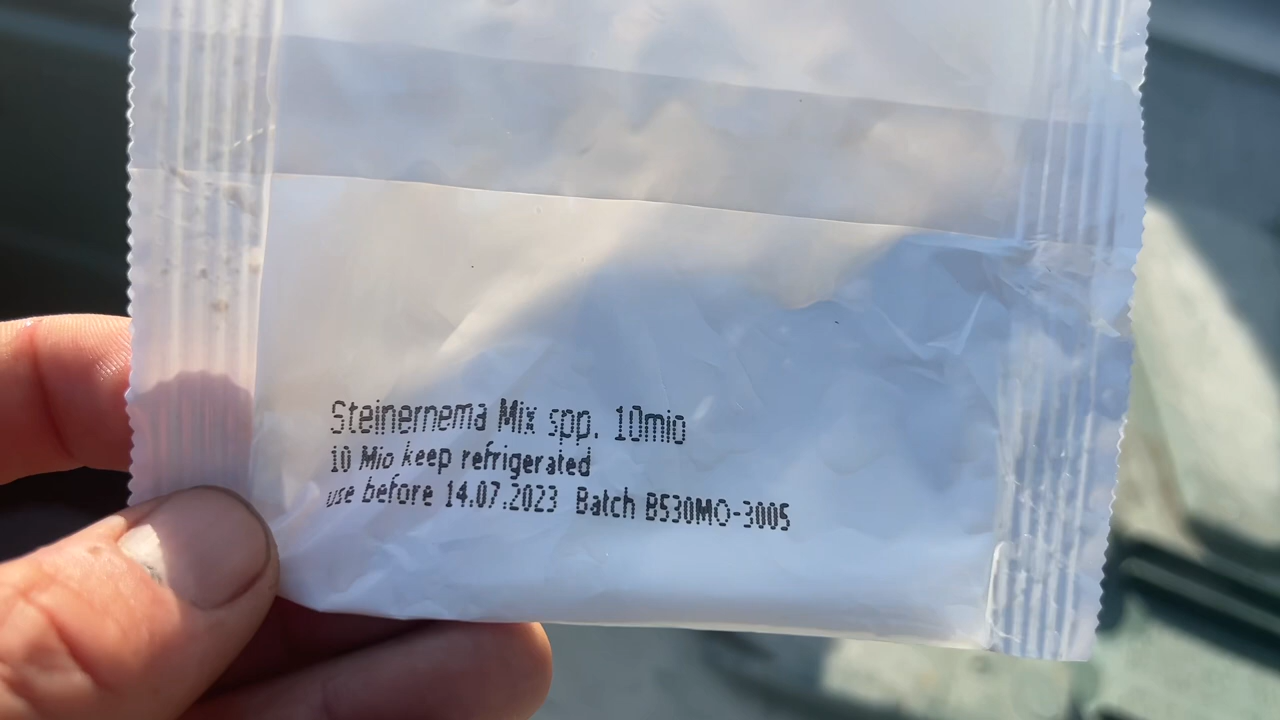 Steinernema Mix spp. 10mio
10 Mio keep refrigerated
use before 14.07.2023 Batch B530MO-3005